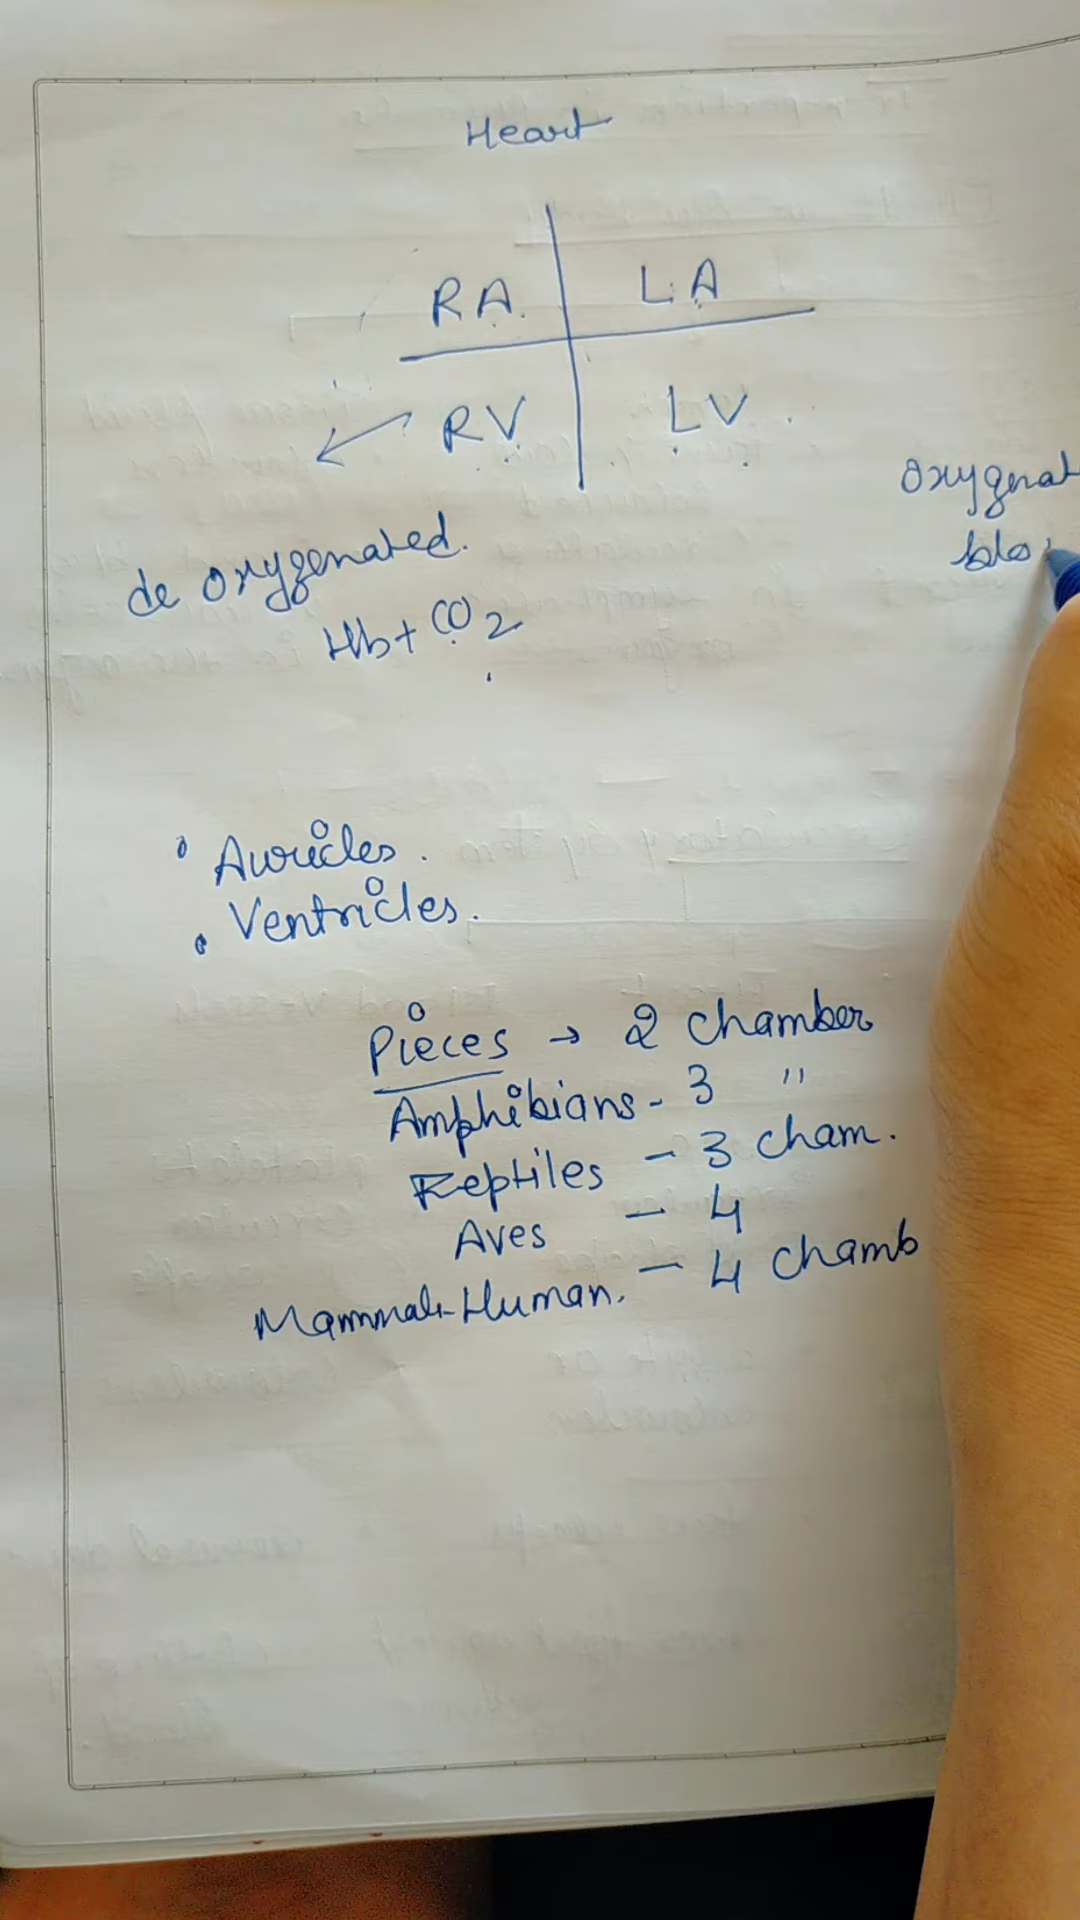 Heart
RA LA
RV LV
Oxygenat
blo
de oxygenated.
Hb + CO2
Auricles.
Ventricles.
Pieces → 2 Chamber
Amphibians - 3 "
Reptiles - 3 cham.
Aves - 4
Mammals-Human. - 4 Chamb